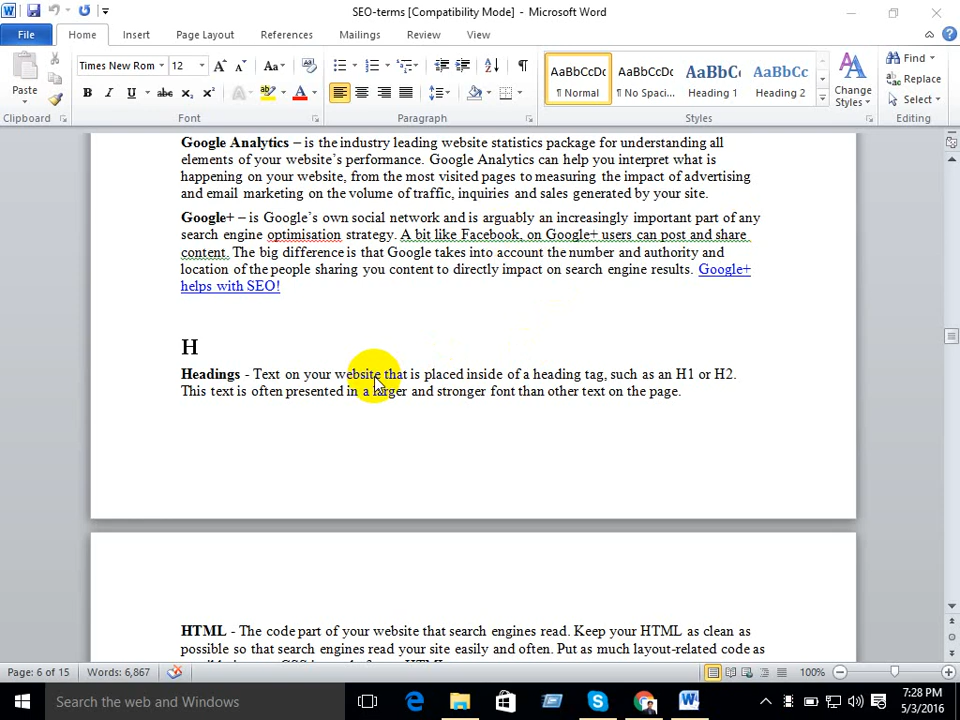 SEO-terms [Compatibility Mode] - Microsoft Word
File Home Insert Page Layout References Mailings Review View
Paste
Times New Rom 12 Aa
B I U abc X₂ X² A A
AaBbCcDc AaBbCcDc AaBbCc AaBbCc
¶ Normal ¶ No Spaci... Heading 1 Heading 2
Change
Styles
Find
Replace
Select
Clipboard Font Paragraph Styles Editing
Google Analytics – is the industry leading website statistics package for understanding all
elements of your website’s performance. Google Analytics can help you interpret what is
happening on your website, from the most visited pages to measuring the impact of advertising
and email marketing on the volume of traffic, inquiries and sales generated by your site.
Google+ – is Google’s own social network and is arguably an increasingly important part of any
search engine optimisation strategy. A bit like Facebook, on Google+ users can post and share
content. The big difference is that Google takes into account the number and authority and
location of the people sharing you content to directly impact on search engine results. Google+
helps with SEO!
H
Headings - Text on your website that is placed inside of a heading tag, such as an H1 or H2.
This text is often presented in a larger and stronger font than other text on the page.
HTML - The code part of your website that search engines read. Keep your HTML as clean as
possible so that search engines read your site easily and often. Put as much layout-related code as
Page: 6 of 15 Words: 6,867 100%
Search the web and Windows
7:28 PM
5/3/2016